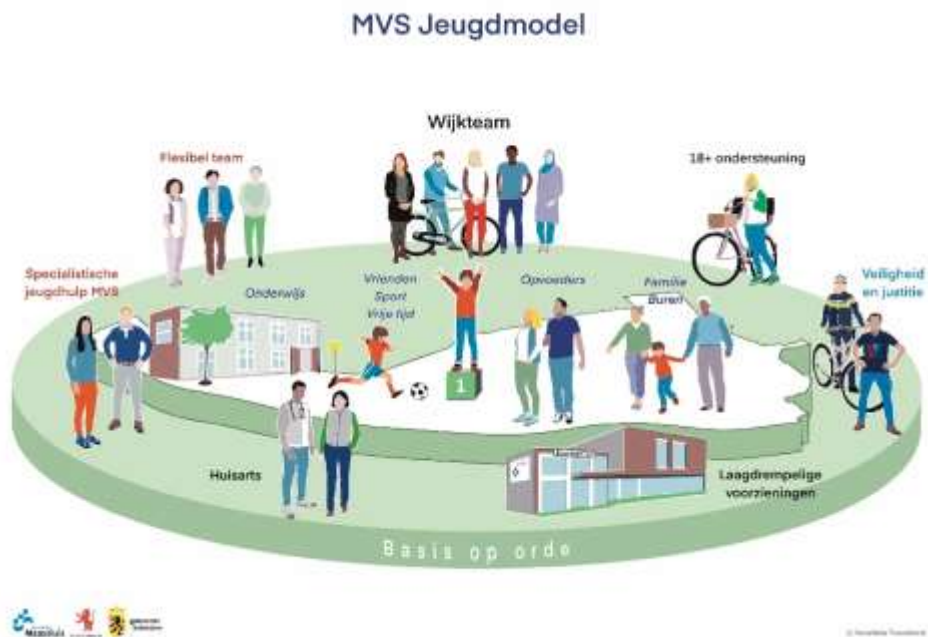 MVS Jeugdmodel
Wijkteam
Flexibel team
18+ ondersteuning
Specialistische
jeugdhulp MVS
Onderwijs
Vrienden
Sport
Vrije tijd
Opvoeders
Familie
Buren
Veiligheid
en justitie
Huisarts
Laagdrempelige
voorzieningen
Basis op orde